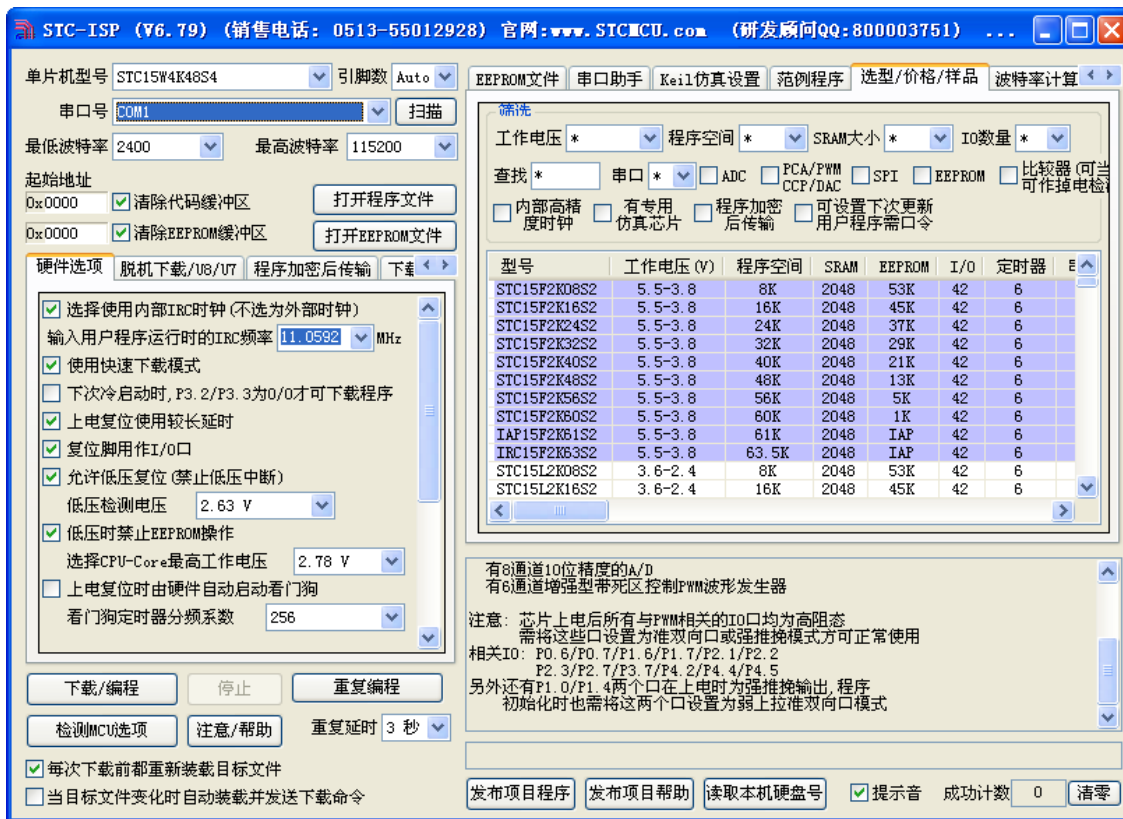 STC-ISP (V6.79) (销售电话: 0513-55012928) 官网:www.STCMCU.com (研发顾问QQ:800003751) ...
单片机型号 STC15W4K48S4 引脚数 Auto
串口号 COM1 扫描
最低波特率 2400 最高波特率 115200
起始地址
0x0000 清除代码缓冲区 打开程序文件
0x0000 清除EEPROM缓冲区 打开EEPROM文件
硬件选项 脱机下载/U8/U7 程序加密后传输
选择使用内部IRC时钟(不选为外部时钟)
输入用户程序运行时的IRC频率 11.0592 MHz
使用快速下载模式
下次冷启动时,P3.2/P3.3为0/0才可下载程序
上电复位使用较长延时
复位脚用作I/O口
允许低压复位(禁止低压中断)
低压检测电压 2.63 V
低压时禁止EEPROM操作
选择CPU-Core最高工作电压 2.78 V
上电复位时由硬件自动启动看门狗
看门狗定时器分频系数 256
下载/编程 停止 重复编程
检测MCU选项 注意/帮助 重复延时 3 秒
每次下载前都重新装载目标文件
当目标文件变化时自动装载并发送下载命令
EEPROM文件 串口助手 Keil仿真设置 范例程序 选型/价格/样品 波特率计算
筛选
工作电压 * 程序空间 * SRAM大小 * IO数量 *
查找 * 串口 * ADC PCA/PWM CCP/DAC SPI EEPROM 比较器(可当 可作掉电检
内部高精度时钟 有专用仿真芯片 程序加密后传输 可设置下次更新用户程序需口令
型号 工作电压(V) 程序空间 SRAM EEPROM I/O 定时器
STC15F2K08S2 5.5-3.8 8K 2048 53K 42 6
STC15F2K16S2 5.5-3.8 16K 2048 45K 42 6
STC15F2K24S2 5.5-3.8 24K 2048 37K 42 6
STC15F2K32S2 5.5-3.8 32K 2048 29K 42 6
STC15F2K40S2 5.5-3.8 40K 2048 21K 42 6
STC15F2K48S2 5.5-3.8 48K 2048 13K 42 6
STC15F2K56S2 5.5-3.8 56K 2048 5K 42 6
STC15F2K60S2 5.5-3.8 60K 2048 1K 42 6
IAP15F2K61S2 5.5-3.8 61K 2048 IAP 42 6
IRC15F2K63S2 5.5-3.8 63.5K 2048 IAP 42 6
STC15L2K08S2 3.6-2.4 8K 2048 53K 42 6
STC15L2K16S2 3.6-2.4 16K 2048 45K 42 6
有8通道10位精度的A/D
有6通道增强型带死区控制PWM波形发生器
注意: 芯片上电后所有与PWM相关的IO口均为高阻态
需将这些口设置为准双向口或强推挽模式方可正常使用
相关IO: P0.6/P0.7/P1.6/P1.7/P2.1/P2.2
P2.3/P2.7/P3.7/P4.2/P4.4/P4.5
另外还有P1.0/P1.4两个口在上电时为强推挽输出,程序
初始化时也需将这两个口设置为弱上拉准双向口模式
发布项目程序 发布项目帮助 读取本机硬盘号 提示音 成功计数 0 清零